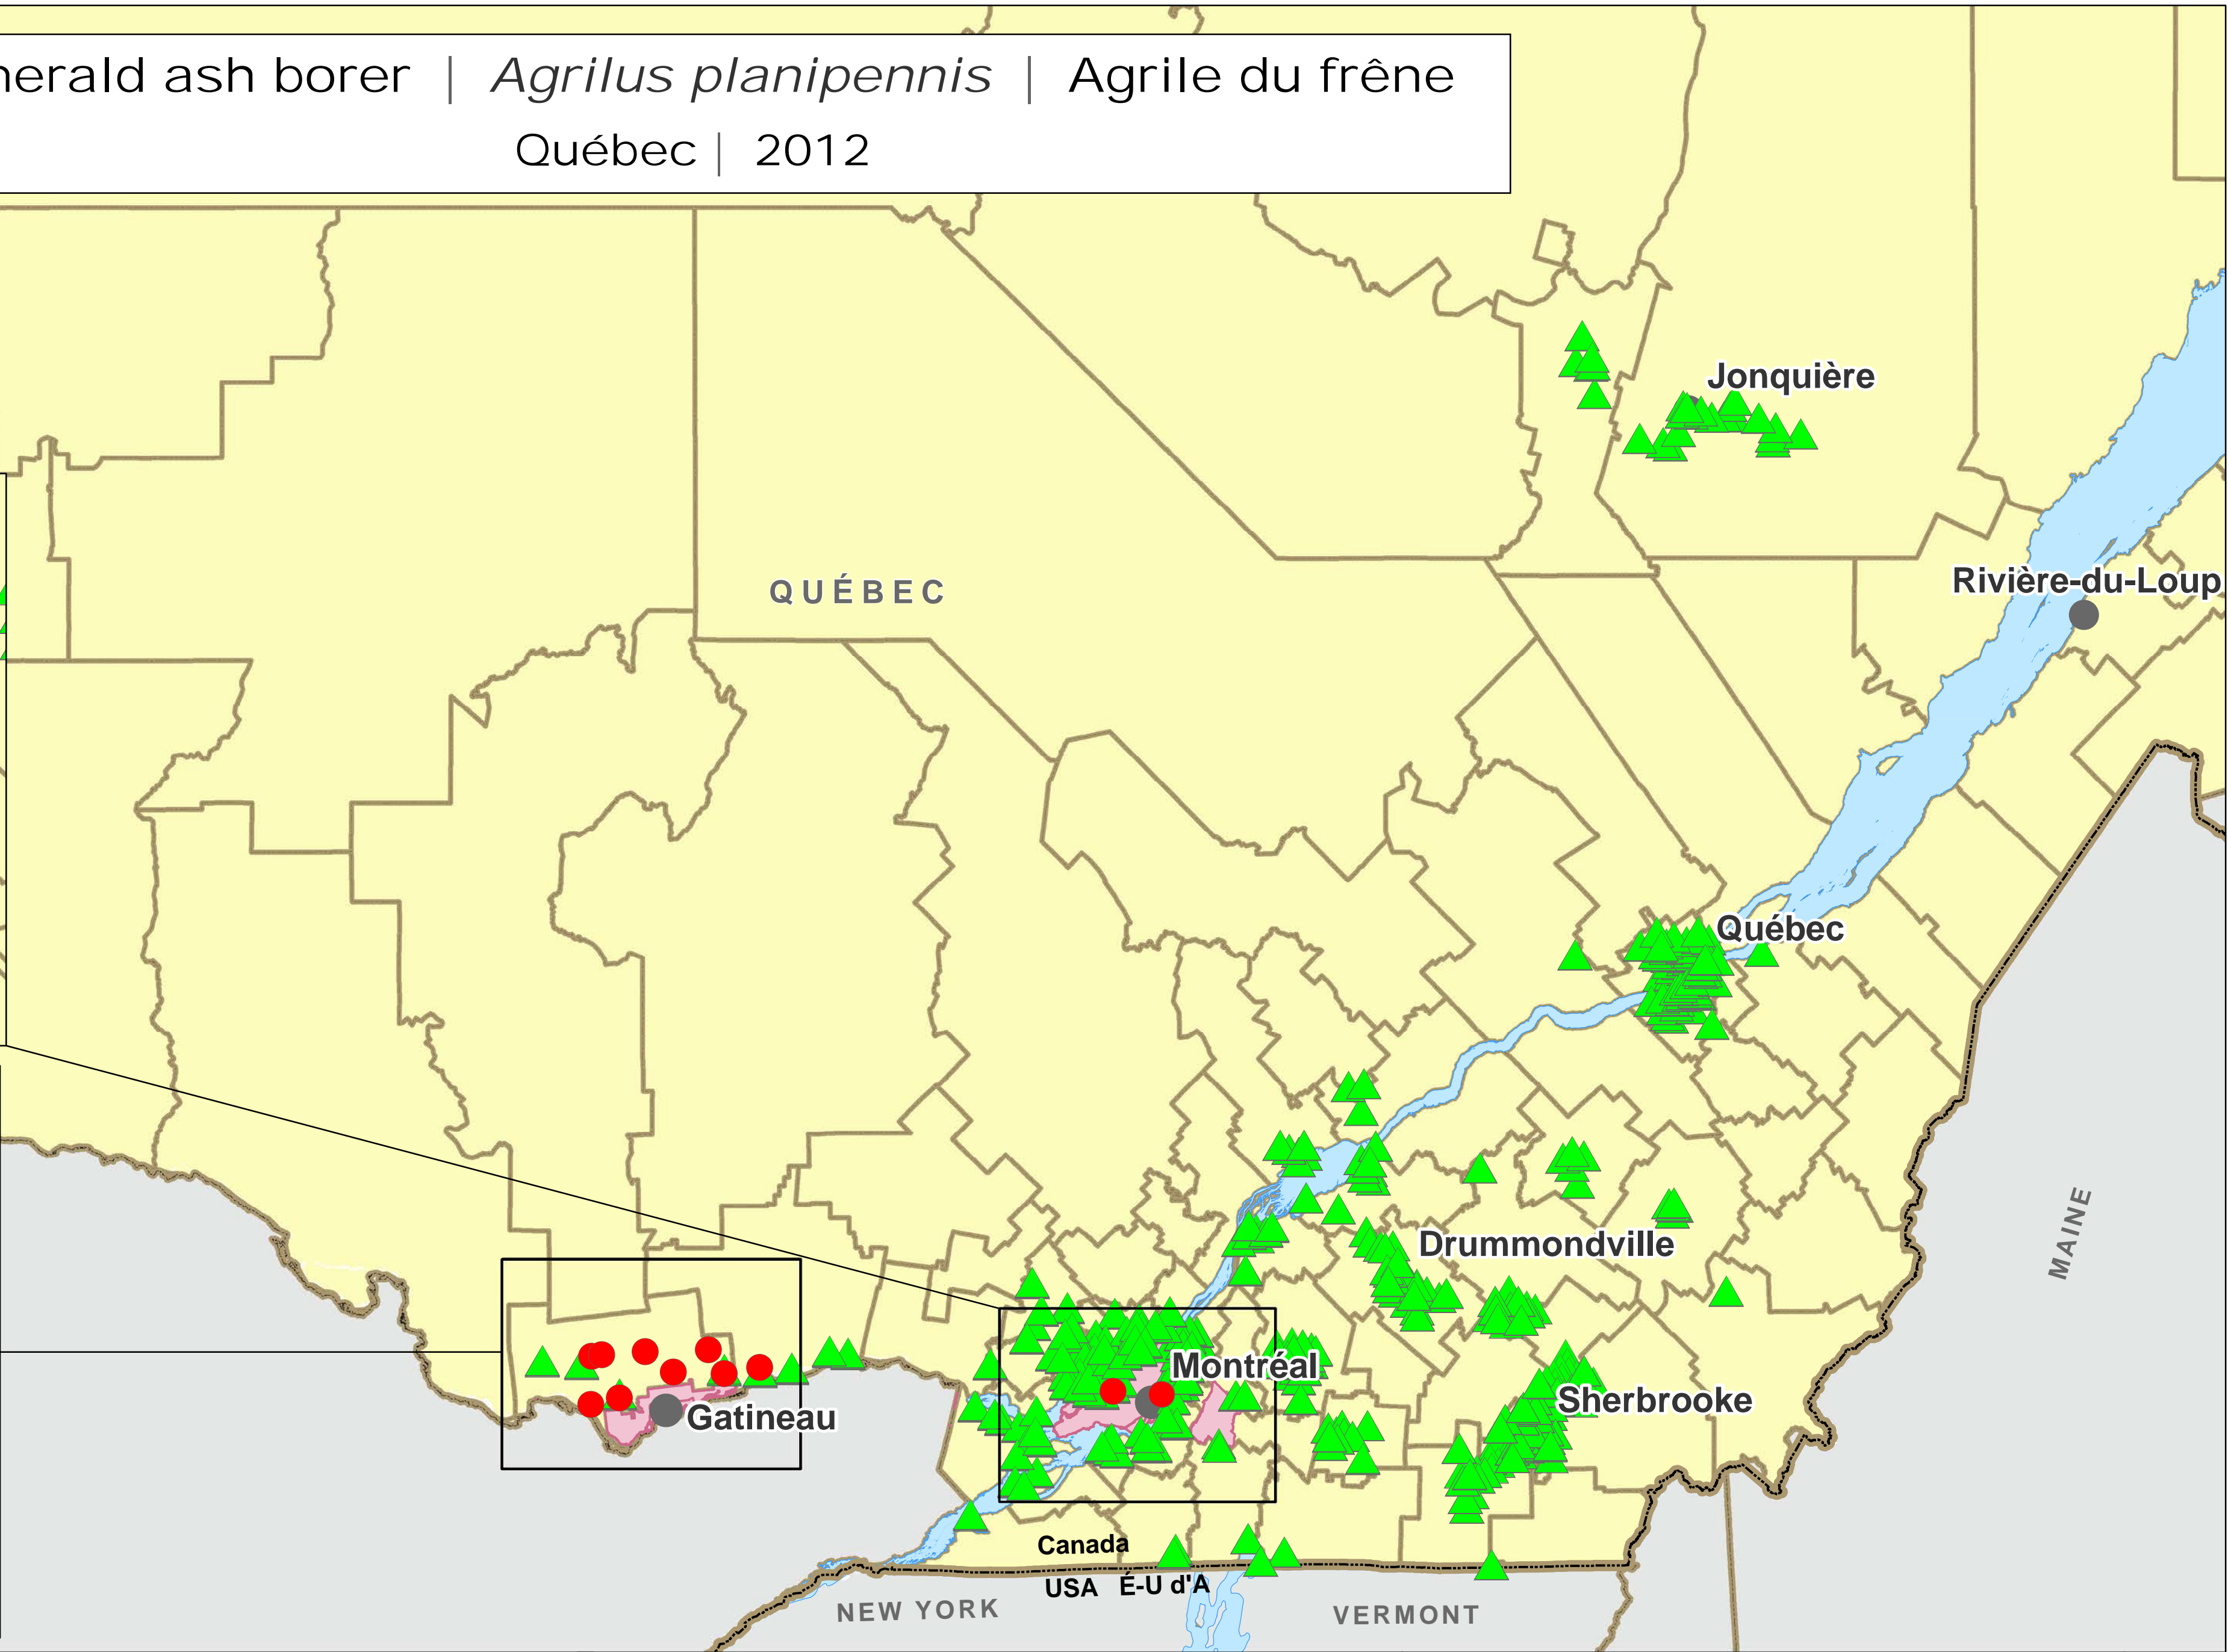 nerald ash borer | Agrilus planipennis | Agrile du frêne
Québec | 2012
Jonquière
QUÉBEC
Rivière-du-Loup
Québec
MAINE
Drummondville
Montréal
Sherbrooke
Gatineau
Canada
USA É-U d'A
NEW YORK
VERMONT